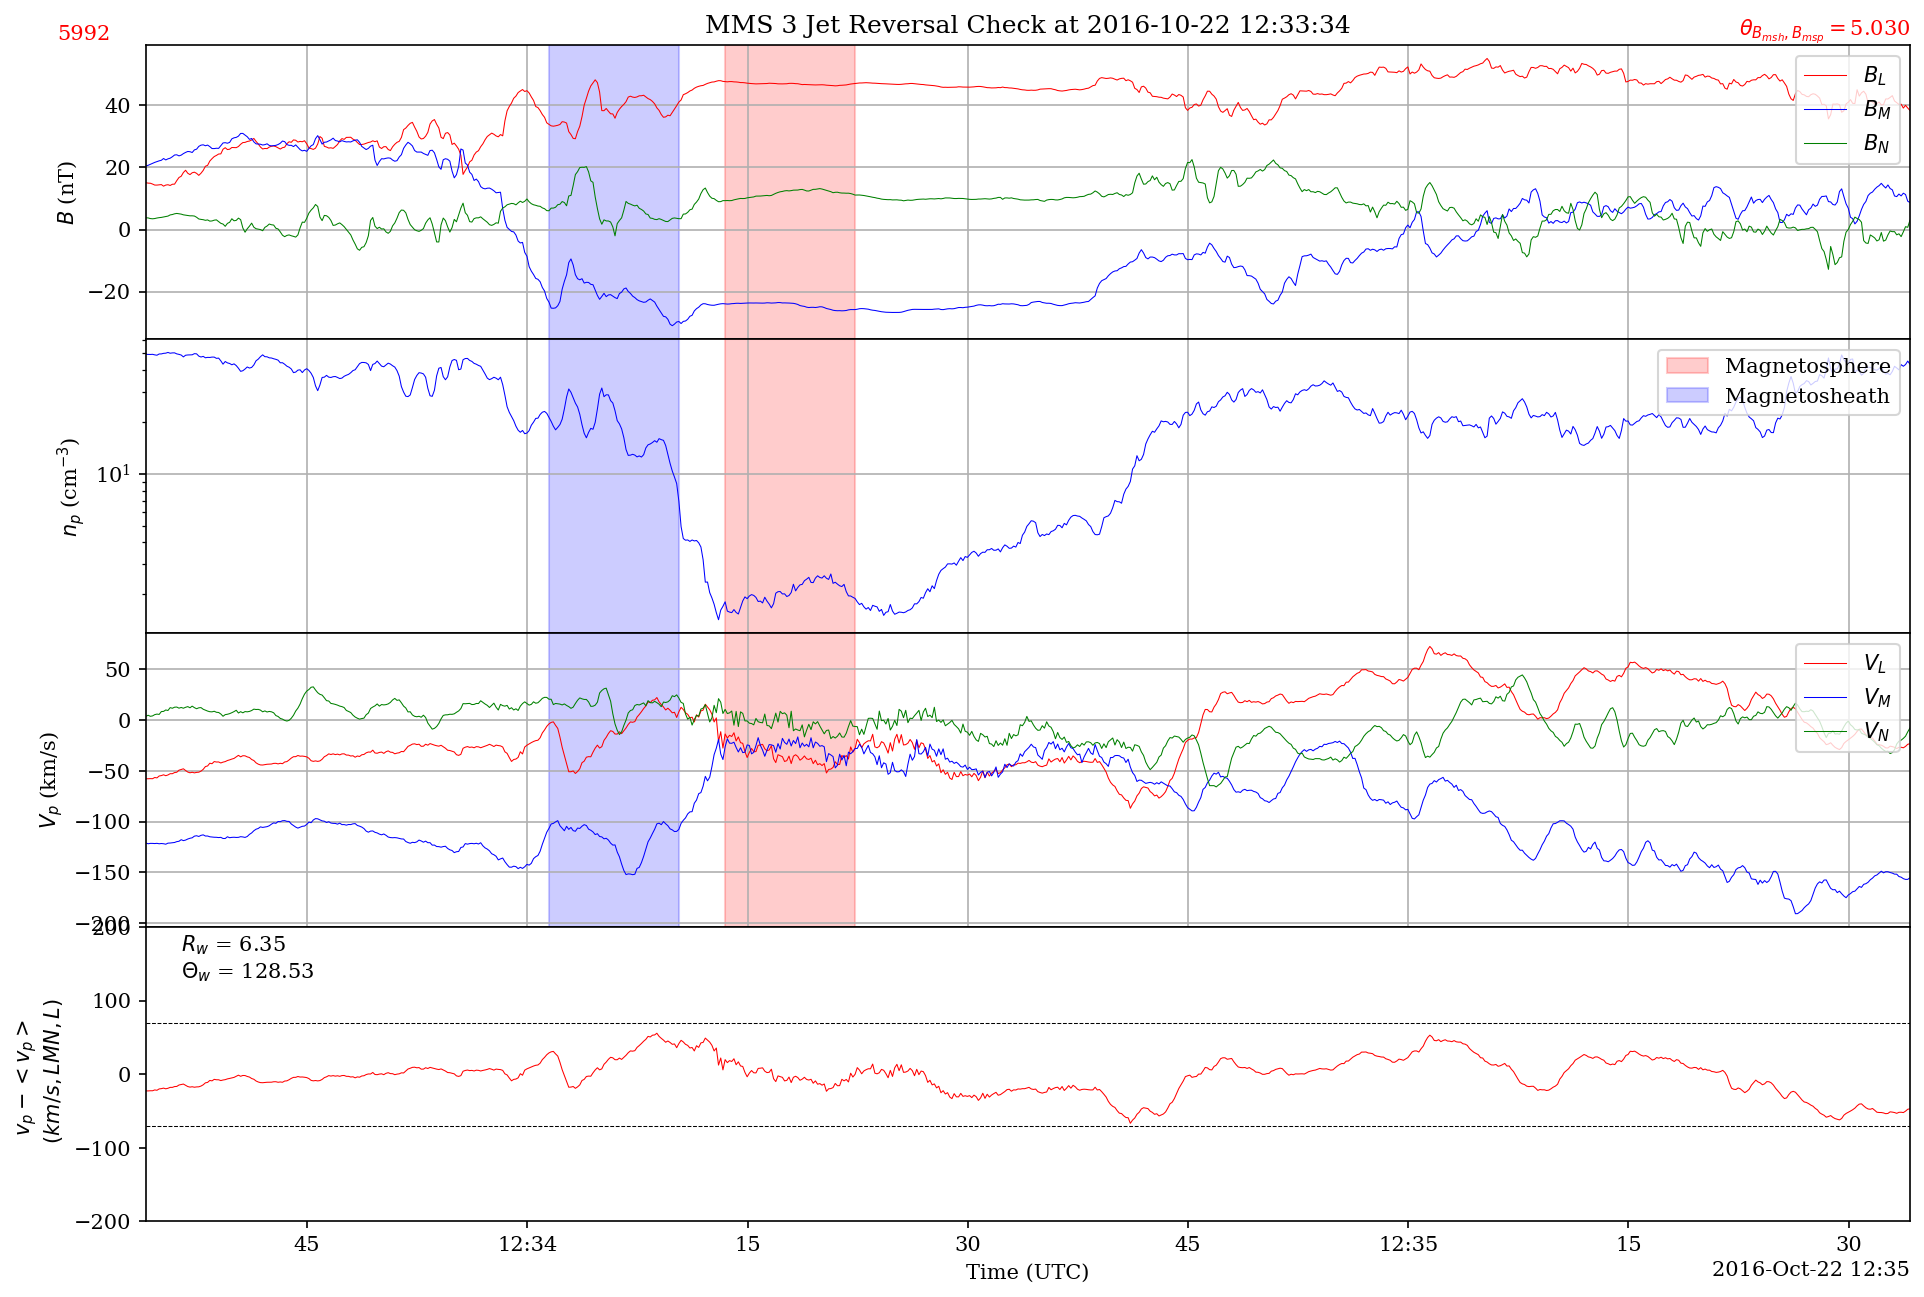 5992
MMS 3 Jet Reversal Check at 2016-10-22 12:33:34
θ_{B_{msh}, B_{msp}} = 5.030
B (nT)
40
20
0
−20
B_L
B_M
B_N
n_p (cm^{−3})
10^1
Magnetosphere
Magnetosheath
V_p (km/s)
50
0
−50
−100
−150
−200
V_L
V_M
V_N
v_p − < v_p >
(km/s, LMN, L)
200
100
0
−100
−200
R_w = 6.35
Θ_w = 128.53
45
12:34
15
30
45
12:35
15
30
Time (UTC)
2016-Oct-22 12:35